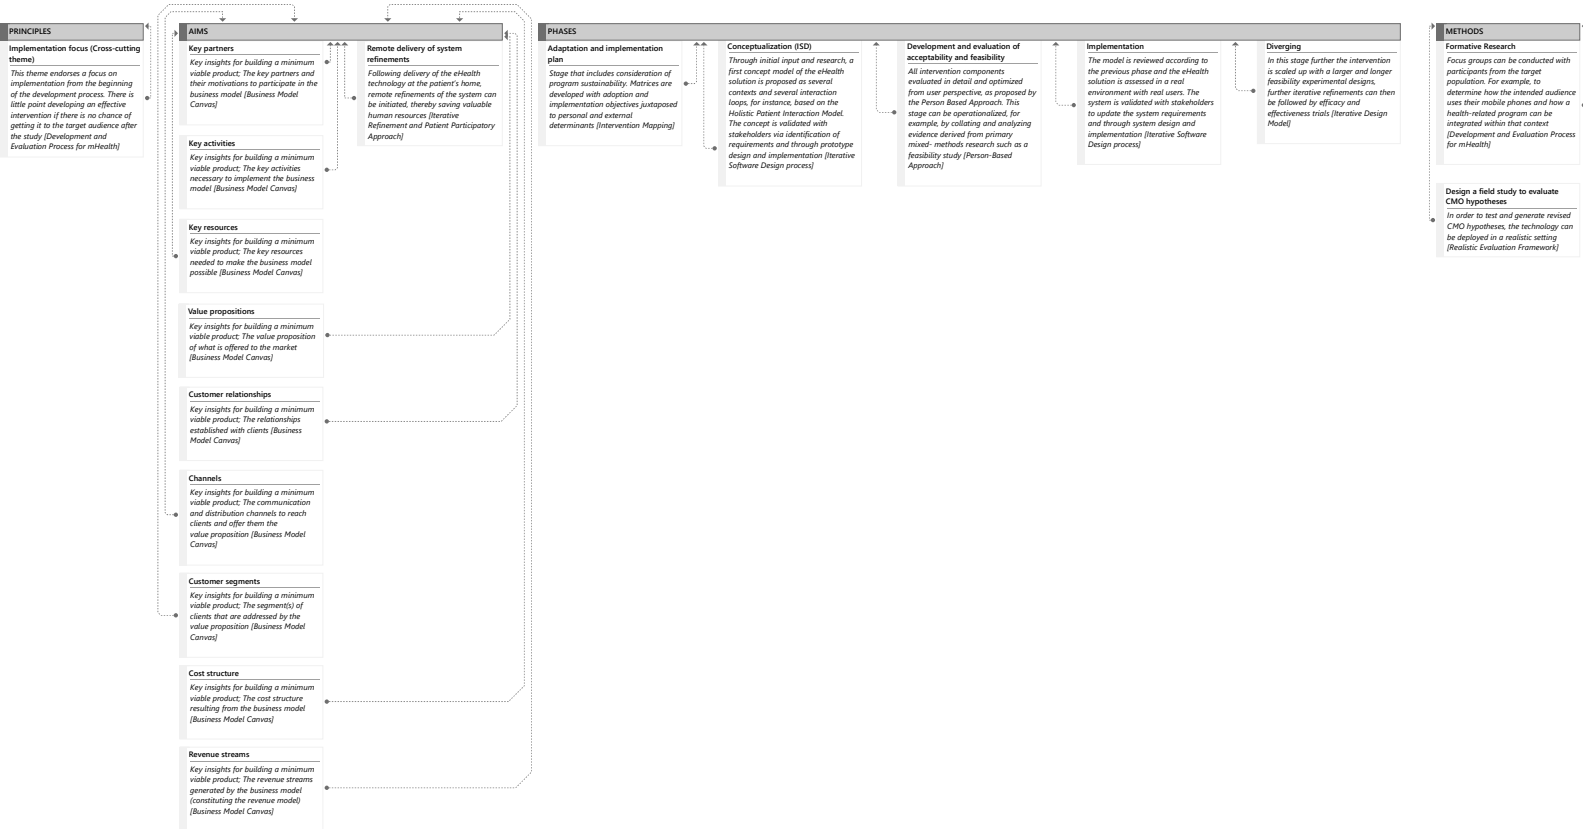 PRINCIPLES
Implementation focus (Cross-cutting
theme)
This theme endorses a focus on
implementation from the beginning
of the development process. There is
little point developing an effective
intervention if there is no chance of
getting it to the target audience after
the study [Development and
Evaluation Process for mHealth]
AIMS
Key partners
Key insights for building a minimum
viable product; The key partners and
their motivations to participate in the
business model [Business Model
Canvas]
Key activities
Key insights for building a minimum
viable product; The key activities
necessary to implement the business
model [Business Model Canvas]
Key resources
Key insights for building a minimum
viable product; The key resources
needed to make the business model
possible [Business Model Canvas]
Value propositions
Key insights for building a minimum
viable product; The value proposition
of what is offered to the market
[Business Model Canvas]
Customer relationships
Key insights for building a minimum
viable product; The relationships
established with clients [Business
Model Canvas]
Channels
Key insights for building a minimum
viable product; The communication
and distribution channels to reach
clients and offer them the
value proposition [Business Model
Canvas]
Customer segments
Key insights for building a minimum
viable product; The segment(s) of
clients that are addressed by the
value proposition [Business Model
Canvas]
Cost structure
Key insights for building a minimum
viable product; The cost structure
resulting from the business model
[Business Model Canvas]
Revenue streams
Key insights for building a minimum
viable product; The revenue streams
generated by the business model
(constituting the revenue model)
[Business Model Canvas]
Remote delivery of system
refinements
Following delivery of the eHealth
technology at the patient's home,
remote refinements of the system can
be initiated, thereby saving valuable
human resources [Iterative
Refinement and Patient Participatory
Approach]
PHASES
Adaptation and implementation
plan
Stage that includes consideration of
program sustainability. Matrices are
developed with adoption and
implementation objectives juxtaposed
to personal and external
determinants [Intervention Mapping]
Conceptualization (ISD)
Through initial input and research, a
first concept model of the eHealth
solution is proposed as several
contexts and several interaction
loops, for instance, based on the
Holistic Patient Interaction Model.
The concept is validated with
stakeholders via identification of
requirements and through prototype
design and implementation [Iterative
Software Design process]
Development and evaluation of
acceptability and feasibility
All intervention components
evaluated in detail and optimized
from user perspective, as proposed by
the Person Based Approach. This
stage can be operationalized, for
example, by collating and analyzing
evidence derived from primary
mixed- methods research such as a
feasibility study [Person-Based
Approach]
Implementation
The model is reviewed according to
the previous phase and the eHealth
solution is assessed in a real
environment with real users. The
system is validated with stakeholders
to update the system requirements
and through system design and
implementation [Iterative Software
Design process]
Diverging
In this stage further the intervention
is scaled up with a larger and longer
feasibility experimental designs,
further iterative refinements can then
be followed by efficacy and
effectiveness trials [Iterative Design
Model]
METHODS
Formative Research
Focus groups can be conducted with
participants from the target
population. For example, to
determine how the intended audience
uses their mobile phones and how a
health-related program can be
integrated within that context
[Development and Evaluation Process
for mHealth]
Design a field study to evaluate
CMO hypotheses
In order to test and generate revised
CMO hypotheses, the technology can
be deployed in a realistic setting
[Realistic Evaluation Framework]